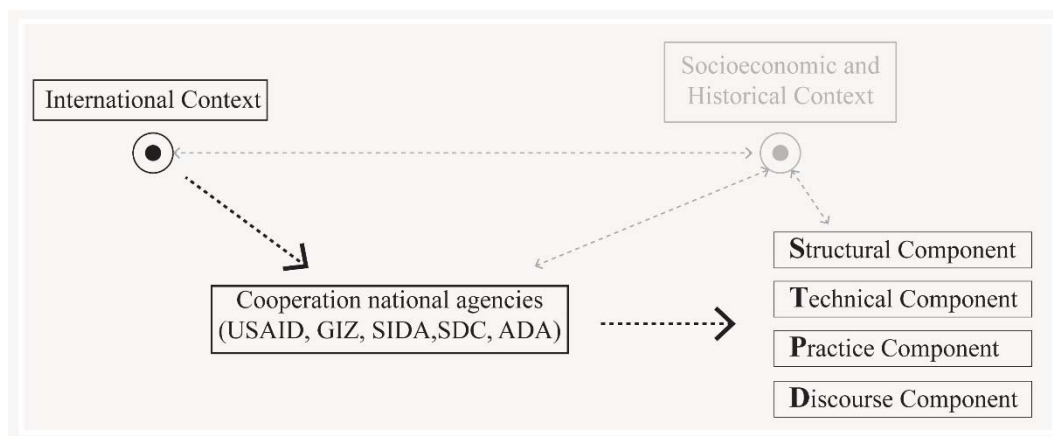 International Context
Socioeconomic and
Historical Context
Cooperation national agencies
(USAID, GIZ, SIDA,SDC, ADA)
Structural Component
Technical Component
Practice Component
Discourse Component